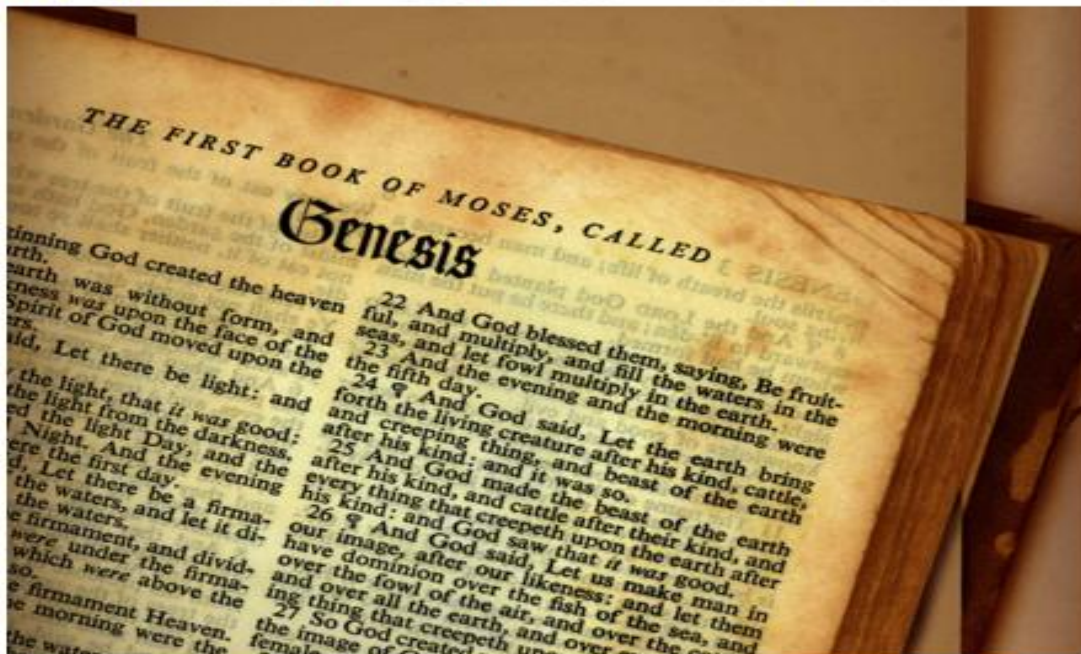 THE FIRST BOOK OF MOSES, CALLED
Genesis
ginning God created the heaven
earth was without form, and
ness was upon the face of the
Spirit of God moved upon the
Let there be light: and
the light, that it was good:
the light from the darkness.
the light Day, and the
Night. And the evening
ere the first day.
Let there be a firma-
the waters, and let it di-
the waters.
firmament, and divid-
were under the firma-
which were above the
so.
firmament Heaven.
morning were the
22 And God blessed them, saying, Be fruit-
ful, and multiply, and fill the waters in the
seas, and let fowl multiply in the earth.
23 And the evening and the morning were
the fifth day.
24 ¶ And God said, Let the earth bring
forth the living creature after his kind, cattle,
and creeping thing, and beast of the earth
after his kind: and it was so.
25 And God made the beast of the earth
after his kind, and cattle after their kind, and
every thing that creepeth upon the earth after
his kind: and God saw that it was good.
26 ¶ And God said, Let us make man in
our image, after our likeness: and let them
have dominion over the fish of the sea, and
over the fowl of the air, and over the
and over all the earth, and over
ing thing that creepeth
27 So God created
the image of